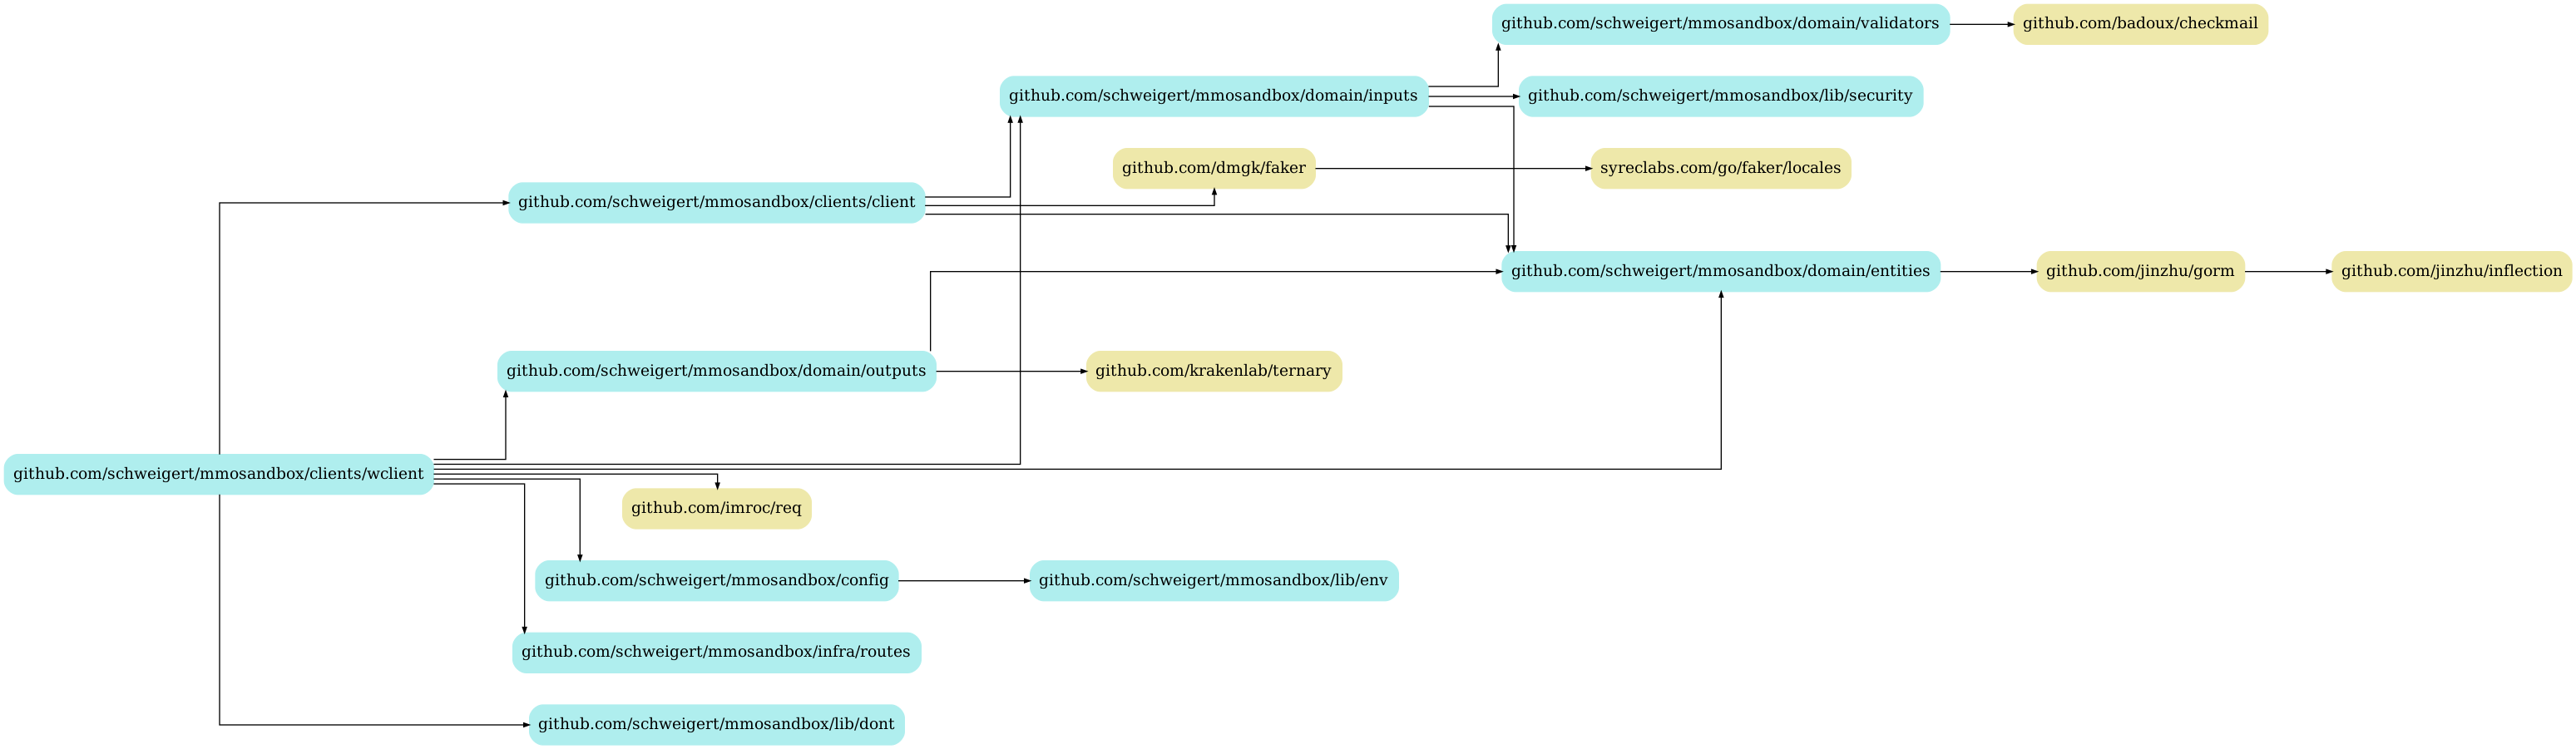 github.com/schweigert/mmosandbox/domain/validators
github.com/badoux/checkmail
github.com/schweigert/mmosandbox/domain/inputs
github.com/schweigert/mmosandbox/lib/security
github.com/dmgk/faker
syreclabs.com/go/faker/locales
github.com/schweigert/mmosandbox/clients/client
github.com/schweigert/mmosandbox/domain/entities
github.com/jinzhu/gorm
github.com/jinzhu/inflection
github.com/schweigert/mmosandbox/domain/outputs
github.com/krakenlab/ternary
github.com/schweigert/mmosandbox/clients/wclient
github.com/imroc/req
github.com/schweigert/mmosandbox/config
github.com/schweigert/mmosandbox/lib/env
github.com/schweigert/mmosandbox/infra/routes
github.com/schweigert/mmosandbox/lib/dont